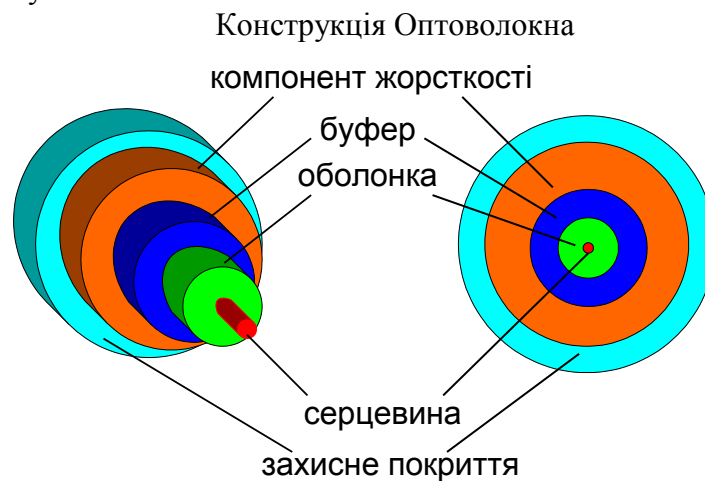 Конструкція Оптоволокна
компонент жорсткості
буфер
оболонка
серцевина
захисне покриття